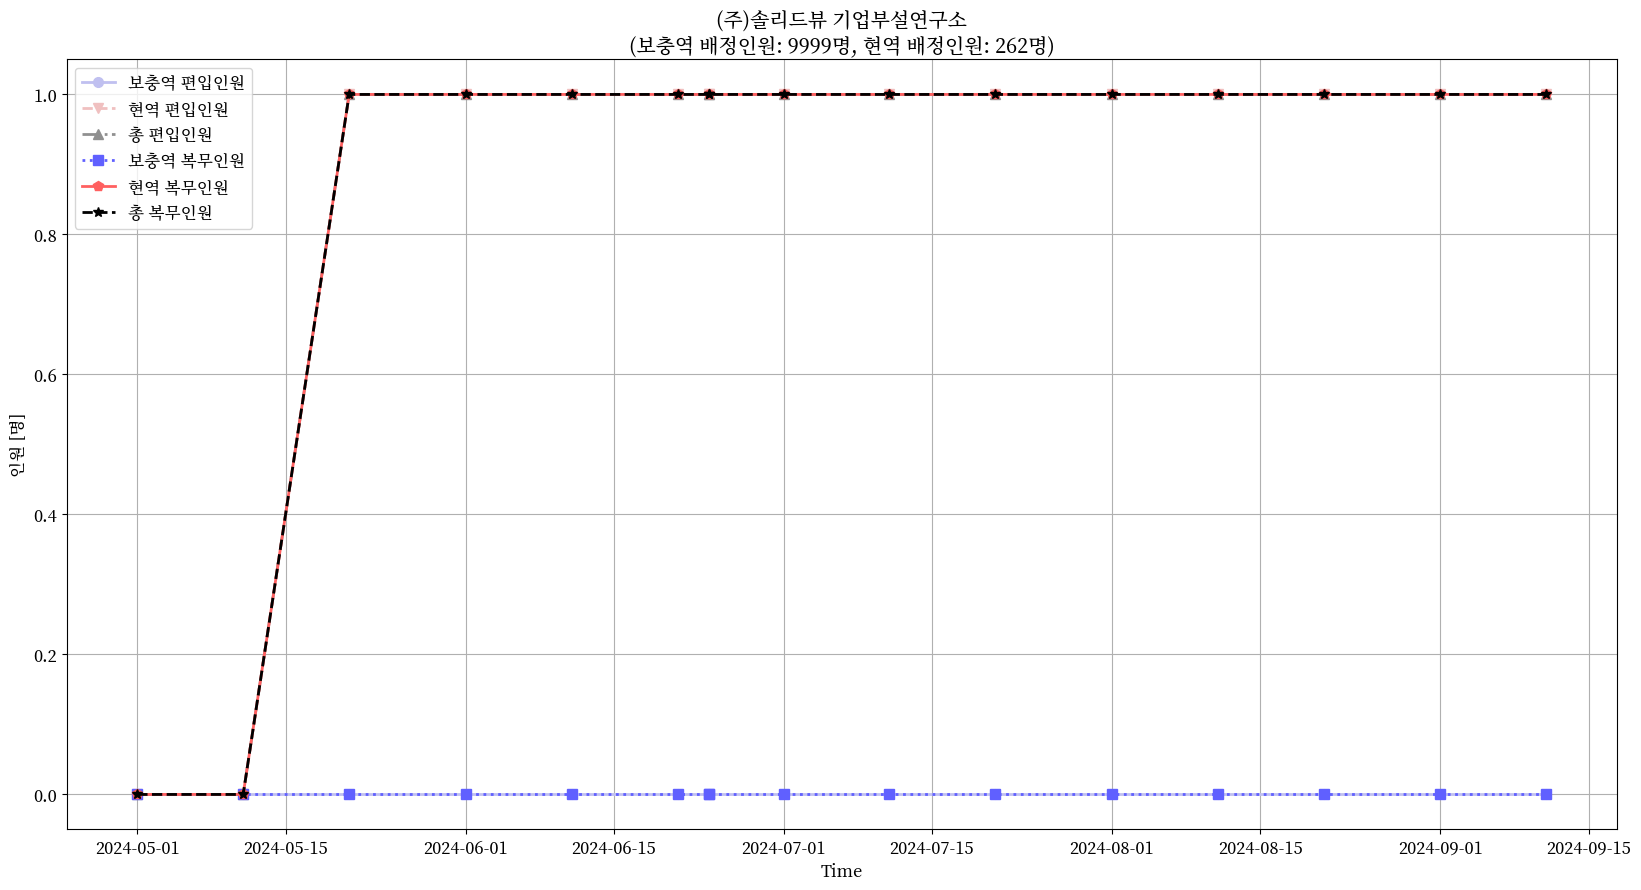 (주)솔리드뷰 기업부설연구소
(보충역 배정인원: 9999명, 현역 배정인원: 262명)
보충역 편입인원
현역 편입인원
총 편입인원
보충역 복무인원
현역 복무인원
총 복무인원
인원 [명]
1.0
0.8
0.6
0.4
0.2
0.0
2024-05-01
2024-05-15
2024-06-01
2024-06-15
2024-07-01
2024-07-15
2024-08-01
2024-08-15
2024-09-01
2024-09-15
Time